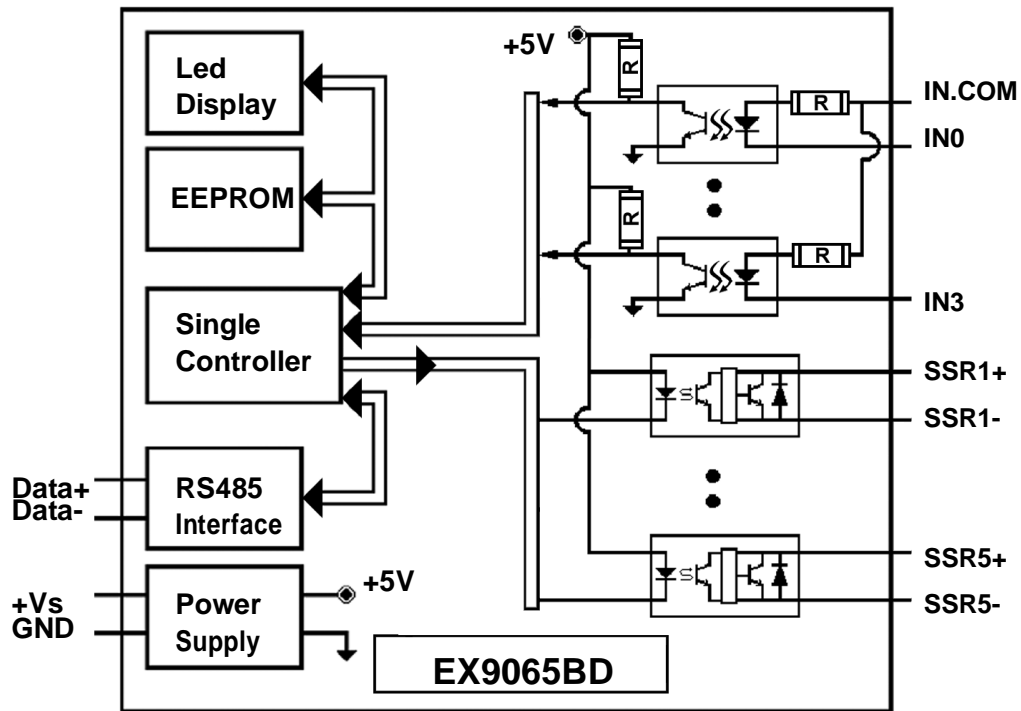 Led
Display
EEPROM
Single
Controller
RS485
Interface
Power
Supply
Data+
Data-
+Vs
GND
+5V
+5V
R
R
R
R
IN.COM
IN0
IN3
SSR1+
SSR1-
SSR5+
SSR5-
EX9065BD